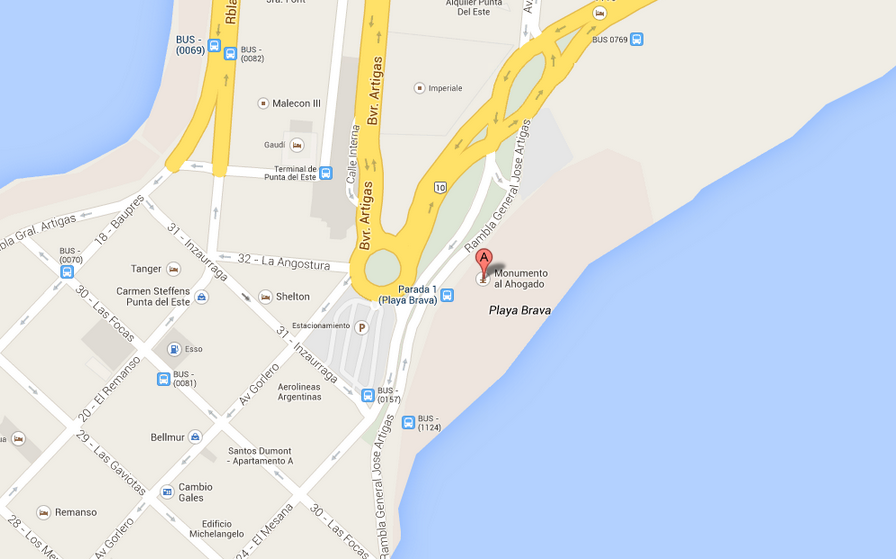 Rbla
Alquiler Punta
Del Este
Rambla General Jose Artigas
BUS -
(0069)
BUS -
(0082)
BUS 0769
Bvr. Artigas
Imperiale
Malecon III
Gaudi
Terminal de
Punta del Este
Calle Interna
10
Bvr. Artigas
Rambla General Jose Artigas
Gral. Artigas
18 - Baupres
31 - Inzaurraga
BUS -
(0070)
32 - La Angostura
A
Monumento
al Ahogado
Tanger
Carmen Steffens
Punta del Este
Shelton
Parada 1
(Playa Brava)
Playa Brava
30 - Las Focas
Estacionamiento
P
31 - Inzaurraga
Esso
BUS -
(0081)
20 - El Remanso
Av Gorlero
Aerolineas
Argentinas
BUS -
(0157)
BUS -
(1124)
Bellmur
29 - Las Gaviotas
Santos Dumont
- Apartamento A
Rambla General Jose Artigas
Cambio
Gales
Remanso
Edificio
Michelangelo
28 - Los
Av Gorlero
24 - El Mesana
30 - Las Focas